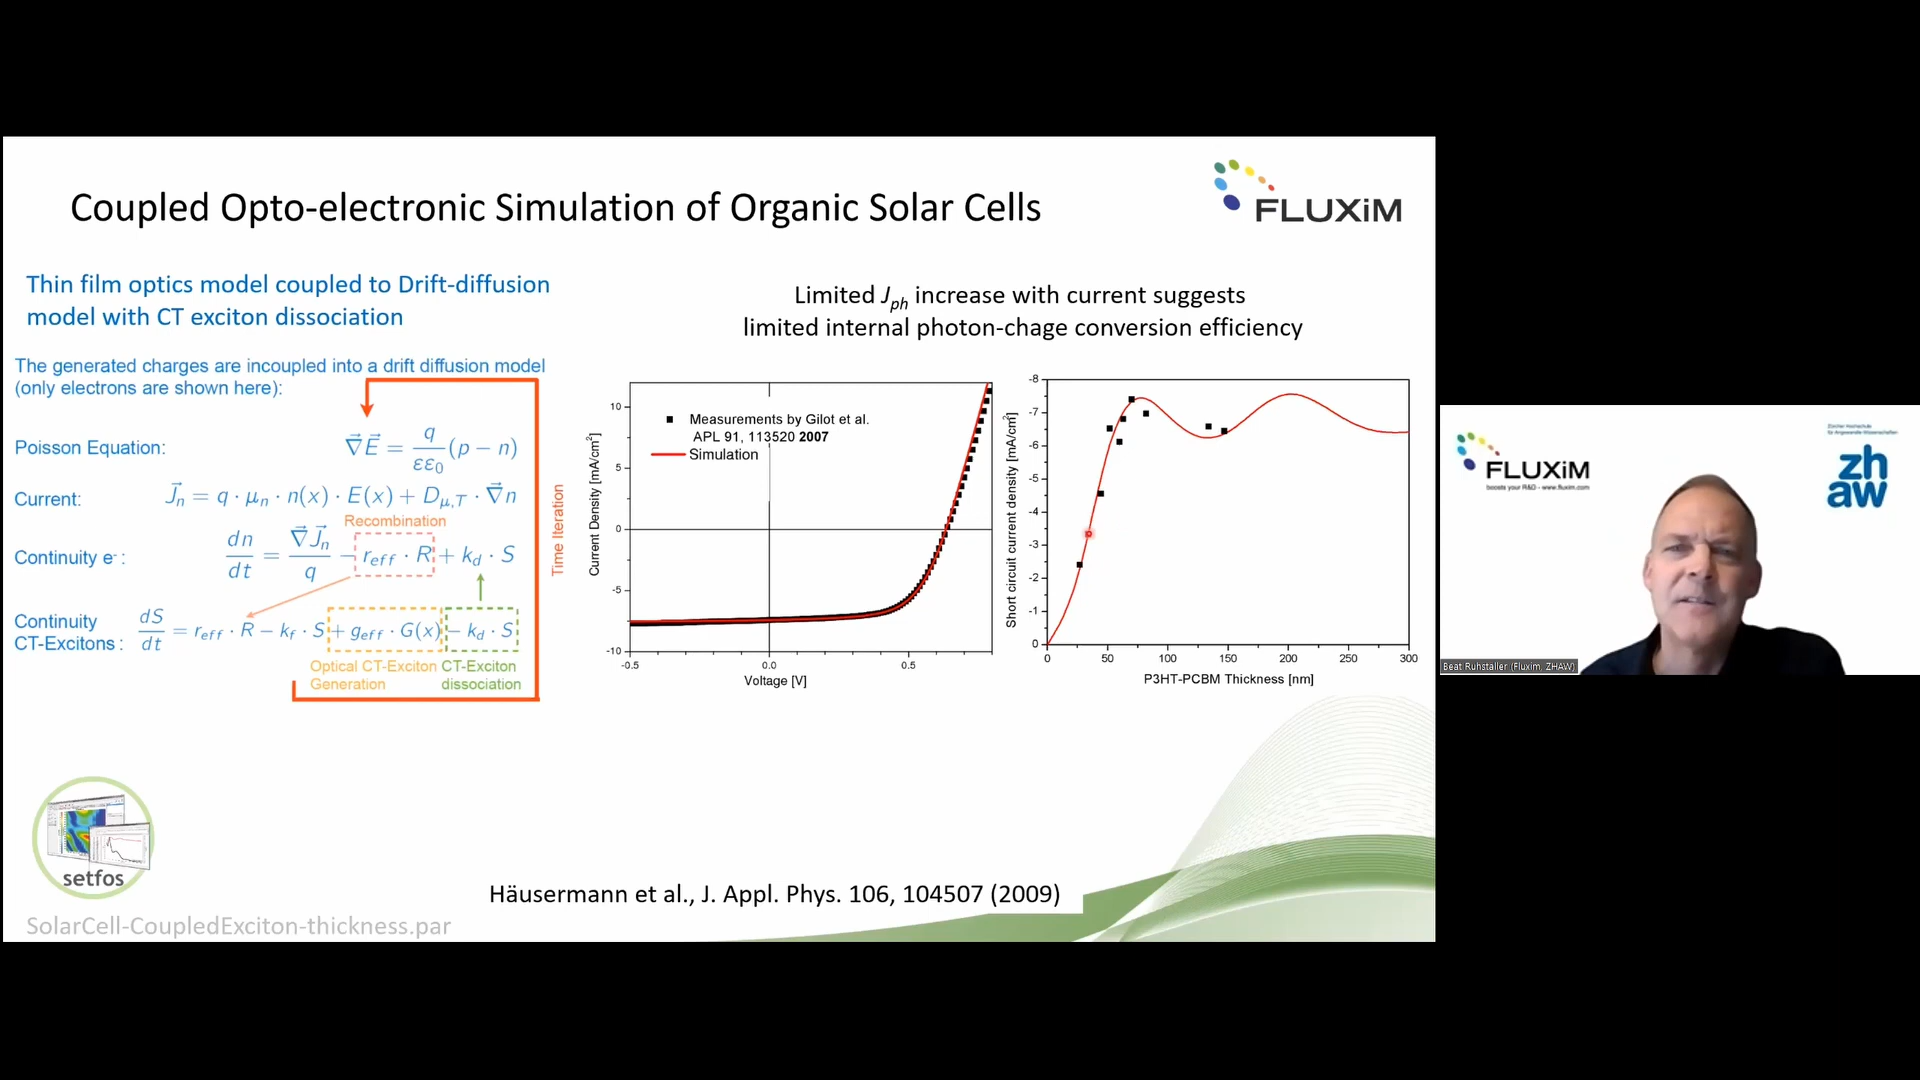 Coupled Opto-electronic Simulation of Organic Solar Cells
FLUXiM
Thin film optics model coupled to Drift-diffusion
model with CT exciton dissociation
The generated charges are incoupled into a drift diffusion model
(only electrons are shown here):
Poisson Equation: ∇⃗E⃗ = q/(εε₀) (p − n)
Current: J⃗ₙ = q · μₙ · n(x) · E(x) + D_μ,T · ∇⃗n
Recombination
Continuity e⁻: dn/dt = ∇⃗J⃗ₙ/q − r_eff · R + k_d · S
Continuity
CT-Excitons: dS/dt = r_eff · R − k_f · S + g_eff · G(x) − k_d · S
Optical CT-Exciton
Generation
CT-Exciton
dissociation
Time Iteration
Limited J_ph increase with current suggests
limited internal photon-chage conversion efficiency
Current Density [mA/cm²]
10
5
0
-5
-10
Measurements by Gilot et al.
APL 91, 113520 2007
Simulation
-0.5 0.0 0.5
Voltage [V]
Short circuit current density [mA/cm²]
-8
-7
-6
-5
-4
-3
-2
-1
0
0 50 100 150 200 250 300
P3HT-PCBM Thickness [nm]
setfos
Häusermann et al., J. Appl. Phys. 106, 104507 (2009)
SolarCell-CoupledExciton-thickness.par
FLUXiM
boosts your R&D - www.fluxim.com
Zürcher Hochschule
für Angewandte Wissenschaften
zh
aw
Beat Ruhstaller (Fluxim, ZHAW)